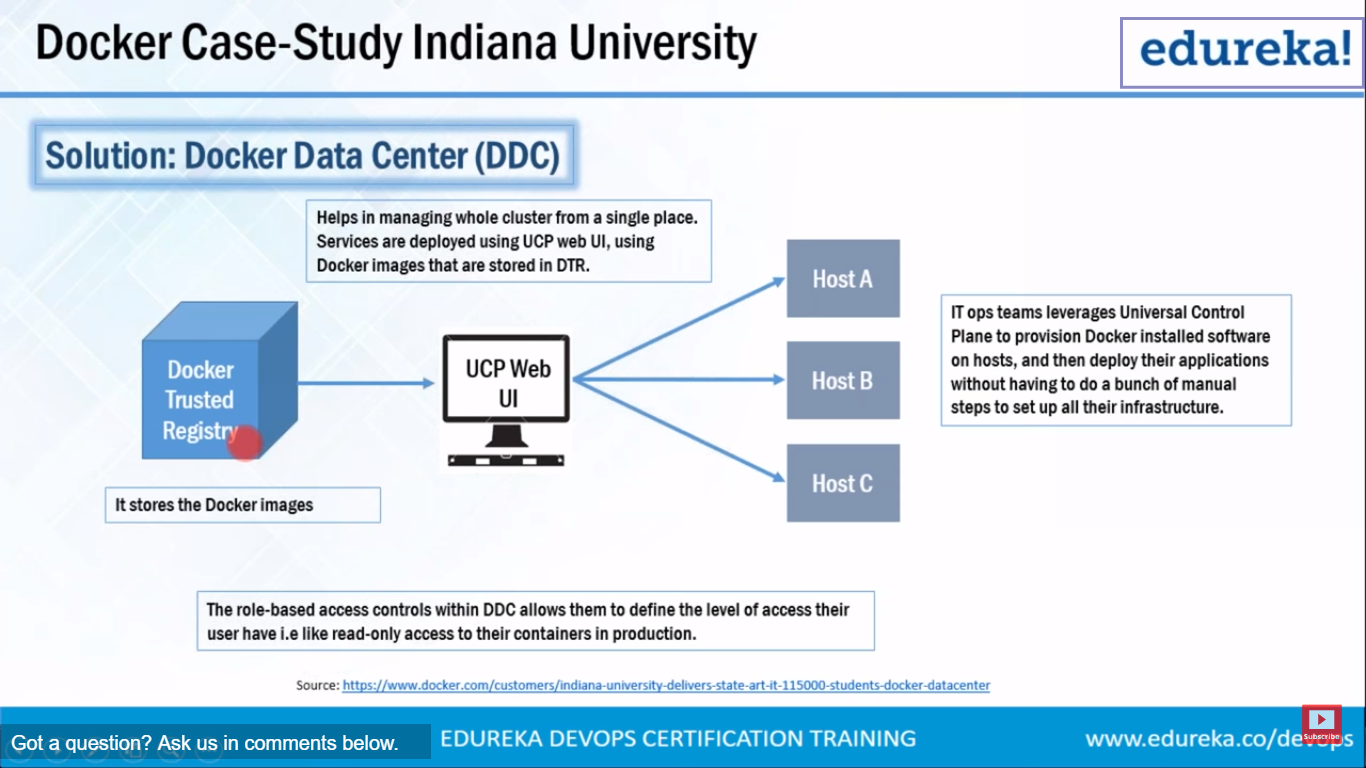 Docker Case-Study Indiana University
edureka!
Solution: Docker Data Center (DDC)
Helps in managing whole cluster from a single place.
Services are deployed using UCP web UI, using
Docker images that are stored in DTR.
Docker
Trusted
Registry
It stores the Docker images
UCP Web
UI
Host A
Host B
Host C
IT ops teams leverages Universal Control
Plane to provision Docker installed software
on hosts, and then deploy their applications
without having to do a bunch of manual
steps to set up all their infrastructure.
The role-based access controls within DDC allows them to define the level of access their
user have i.e like read-only access to their containers in production.
Source: https://www.docker.com/customers/indiana-university-delivers-state-art-it-115000-students-docker-datacenter
Got a question? Ask us in comments below.
EDUREKA DEVOPS CERTIFICATION TRAINING
www.edureka.co/devops
Subscribe